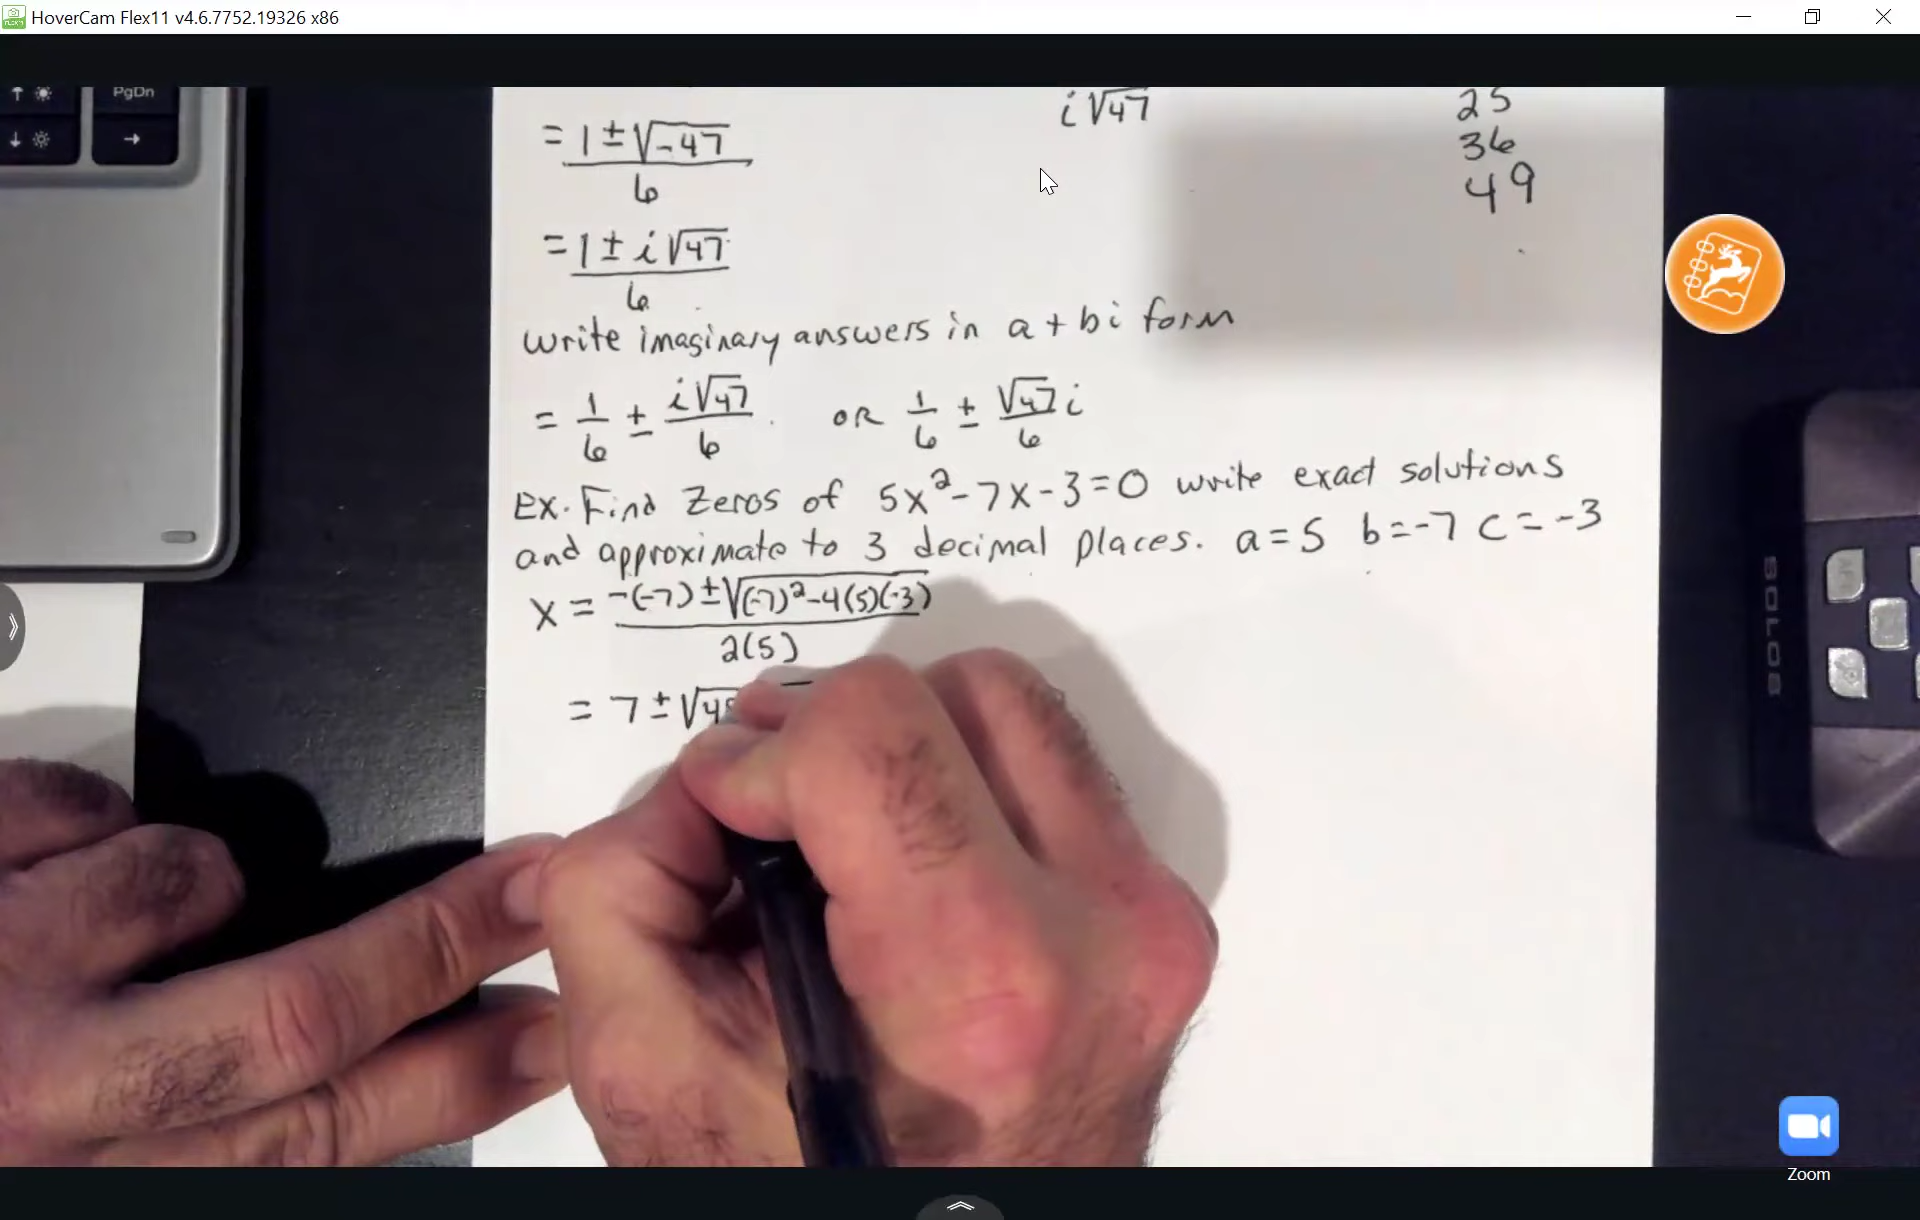 HoverCam Flex11 v4.6.7752.19326 x86
PgDn
= 1 ± √-47 / 6
i √47
25
36
49
= 1 ± i √47 / 6
write imaginary answers in a + bi form
= 1/6 ± i√47/6 OR 1/6 ± √47/6 i
Ex. Find zeros of 5x² - 7x - 3 = 0 write exact solutions
and approximate to 3 decimal places. a = 5 b = -7 c = -3
x = -(-7) ± √(-7)² - 4(5)(-3) / 2(5)
= 7 ± √4
SOLO8
Zoom